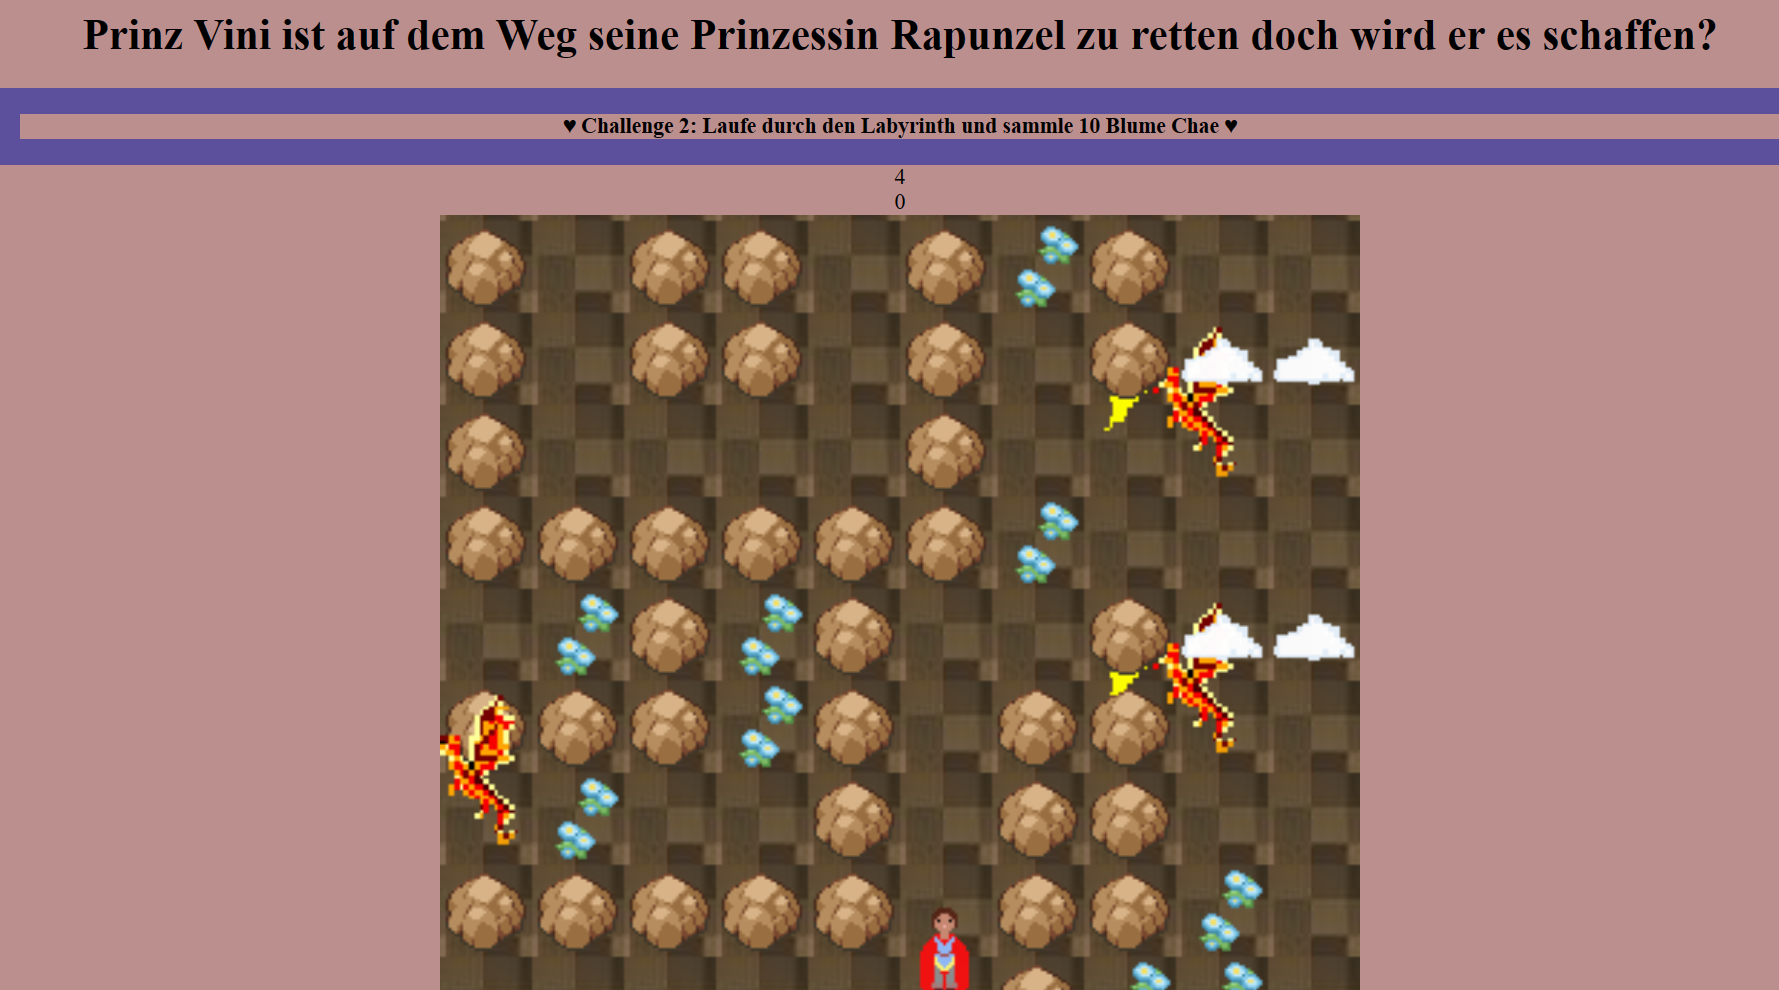 Prinz Vini ist auf dem Weg seine Prinzessin Rapunzel zu retten doch wird er es schaffen?
♥ Challenge 2: Laufe durch den Labyrinth und sammle 10 Blume Chae ♥
4
0